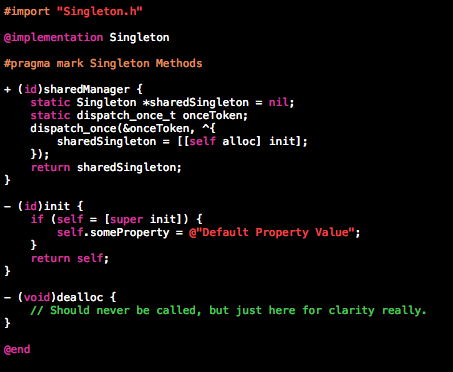 #import "Singleton.h"
@implementation Singleton
#pragma mark Singleton Methods
+ (id)sharedManager {
    static Singleton *sharedSingleton = nil;
    static dispatch_once_t onceToken;
    dispatch_once(&onceToken, ^{
        sharedSingleton = [[self alloc] init];
    });
    return sharedSingleton;
}
– (id)init {
    if (self = [super init]) {
        self.someProperty = @"Default Property Value";
    }
    return self;
}
– (void)dealloc {
    // Should never be called, but just here for clarity really.
}
@end